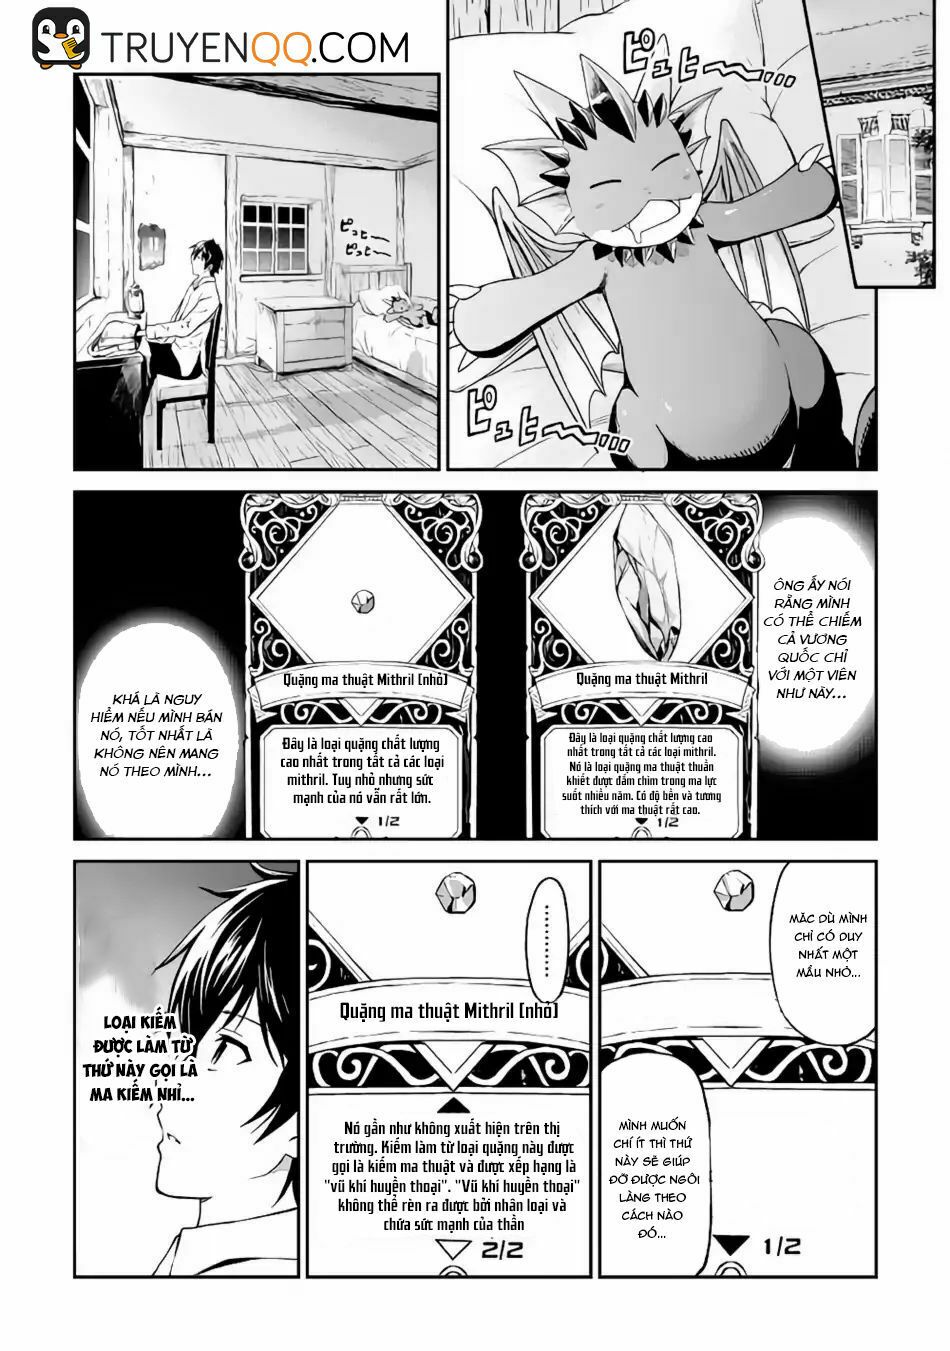 TRUYENQQ.COM
ピュヒー〜…
ピュヒー〜…
ピュヒー〜
ピュヒー〜
ÔNG ẤY NÓI
RẰNG MÌNH
CÓ THỂ CHIẾM
CẢ VƯƠNG
QUỐC CHỈ
VỚI MỘT VIÊN
NHƯ NÀY...
Quặng ma thuật Mithril
Đây là loại quặng chất lượng cao
nhất trong tất cả các loại mithril.
Nó là loại quặng ma thuật thuần
khiết được đắm chìm trong ma lực
suốt nhiều năm. Có độ bền và tương
thích với ma thuật rất cao.
1/2
Quặng ma thuật Mithril [nhỏ]
Đây là loại quặng chất lượng
cao nhất trong tất cả các loại
mithril. Tuy nhỏ nhưng sức
mạnh của nó vẫn rất lớn.
1/2
KHÁ LÀ NGUY
HIỂM NẾU MÌNH BÁN
NÓ, TỐT NHẤT LÀ
KHÔNG NÊN MANG
NÓ THEO MÌNH...
MẶC DÙ MÌNH
CHỈ CÓ DUY
NHẤT MỘT
MẨU NHỎ...
MÌNH MUỐN
CHÍ ÍT THÌ THỨ
NÀY SẼ GIÚP
ĐỠ ĐƯỢC NGÔI
LÀNG THEO
CÁCH NÀO
ĐÓ...
1/2
.........
Quặng ma thuật Mithril [nhỏ]
Nó gần như không xuất hiện trên thị
trường. Kiếm làm từ loại quặng này được
gọi là kiếm ma thuật và được xếp hạng là
"vũ khí huyền thoại". "Vũ khí huyền thoại"
không thể rèn ra được bởi nhân loại và
chứa sức mạnh của thần
2/2
LOẠI KIẾM
ĐƯỢC LÀM TỪ
THỨ NÀY GỌI LÀ
MA KIẾM NHỈ...